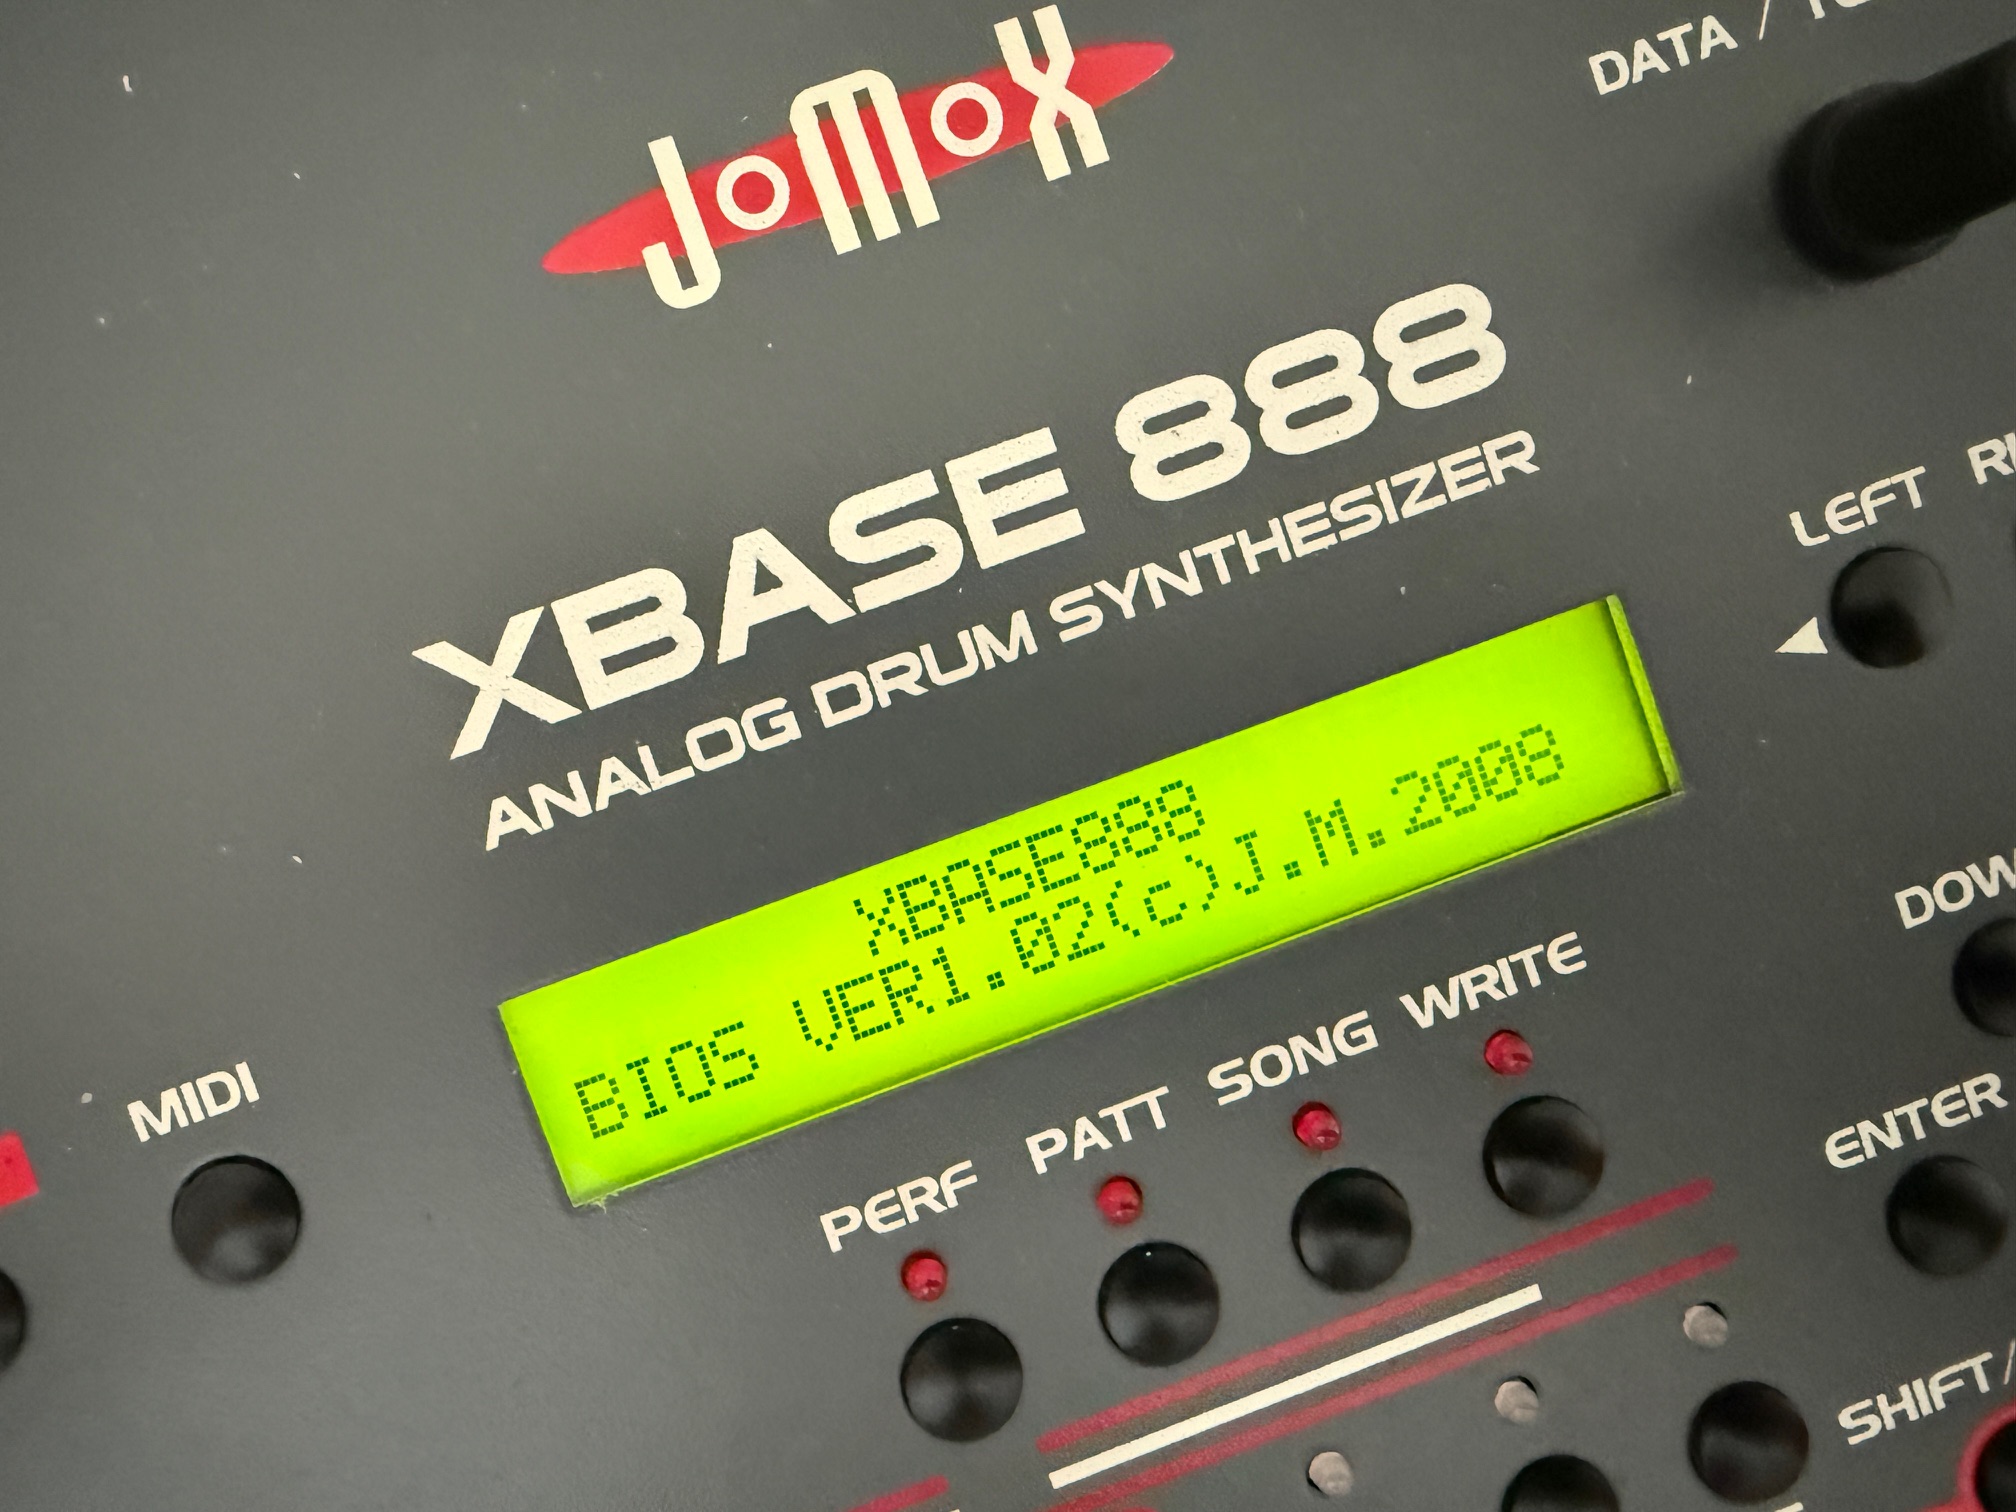 JoMoX
DATA /
XBASE 888
ANALOG DRUM SYNTHESIZER
LEFT
XBASE888
BIOS VER1.02(c)J.M.2008
MIDI
PERF PATT SONG WRITE
ENTER
SHIFT/